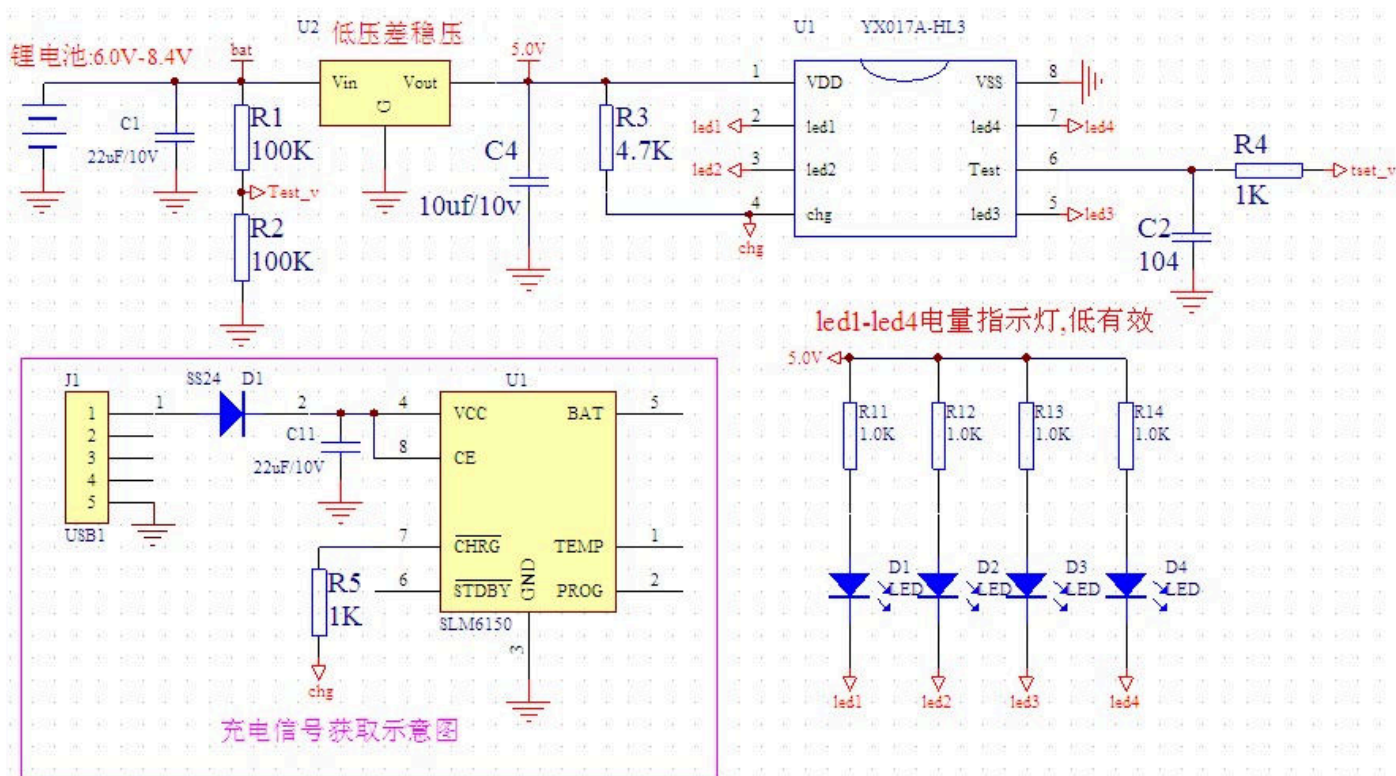 U2 低压差稳压
U1 YX017A-HL3
锂电池:6.0V-8.4V
bat
5.0V
Vin Vout
G
C1
22uF/10V
R1
100K
Test_v
R2
100K
C4
10uf/10v
R3
4.7K
1 VDD VSS 8
led1 2 led1 led4 7 led4
led2 3 led2 Test 6
4 chg led3 5 led3
chg
R4
1K
tset_v
C2
104
led1-led4电量指示灯,低有效
5.0V
R11
1.0K
R12
1.0K
R13
1.0K
R14
1.0K
D1
LED
D2
LED
D3
LED
D4
LED
led1 led2 led3 led4
J1
SS24 D1
U1
1 1 2 4 VCC BAT 5
2
3
4
5
USB1
C11
22uF/10V
8 CE
7 CHRG TEMP 1
6 STDBY GND PROG 2
SLM6150
3
R5
1K
chg
充电信号获取示意图